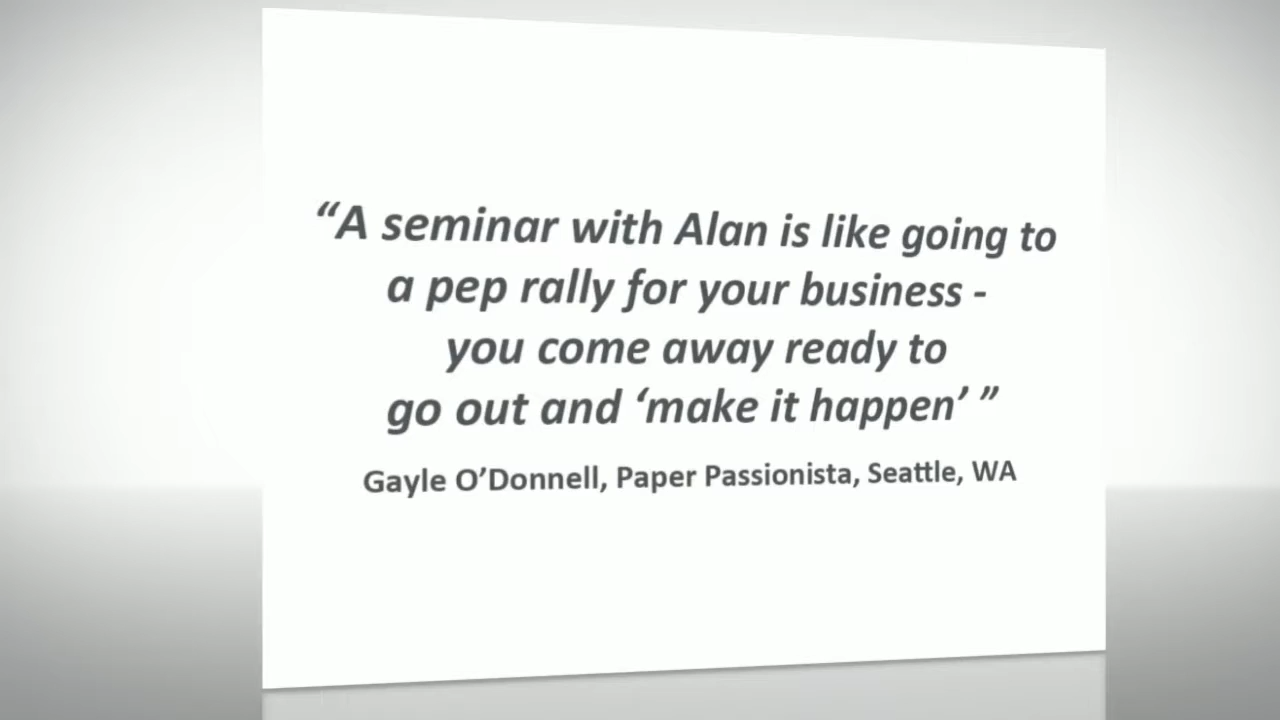 “A seminar with Alan is like going to
a pep rally for your business -
you come away ready to
go out and ‘make it happen’ ”
Gayle O’Donnell, Paper Passionista, Seattle, WA